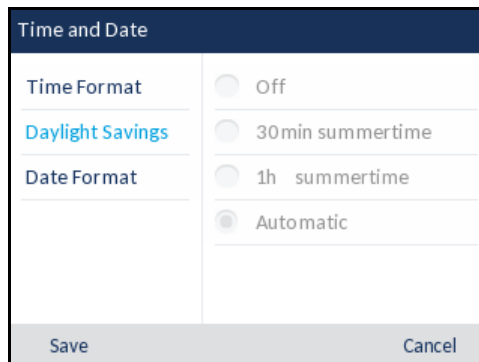 Time and Date
Time Format
Daylight Savings
Date Format
Off
30min summertime
1h summertime
Automatic
Save
Cancel